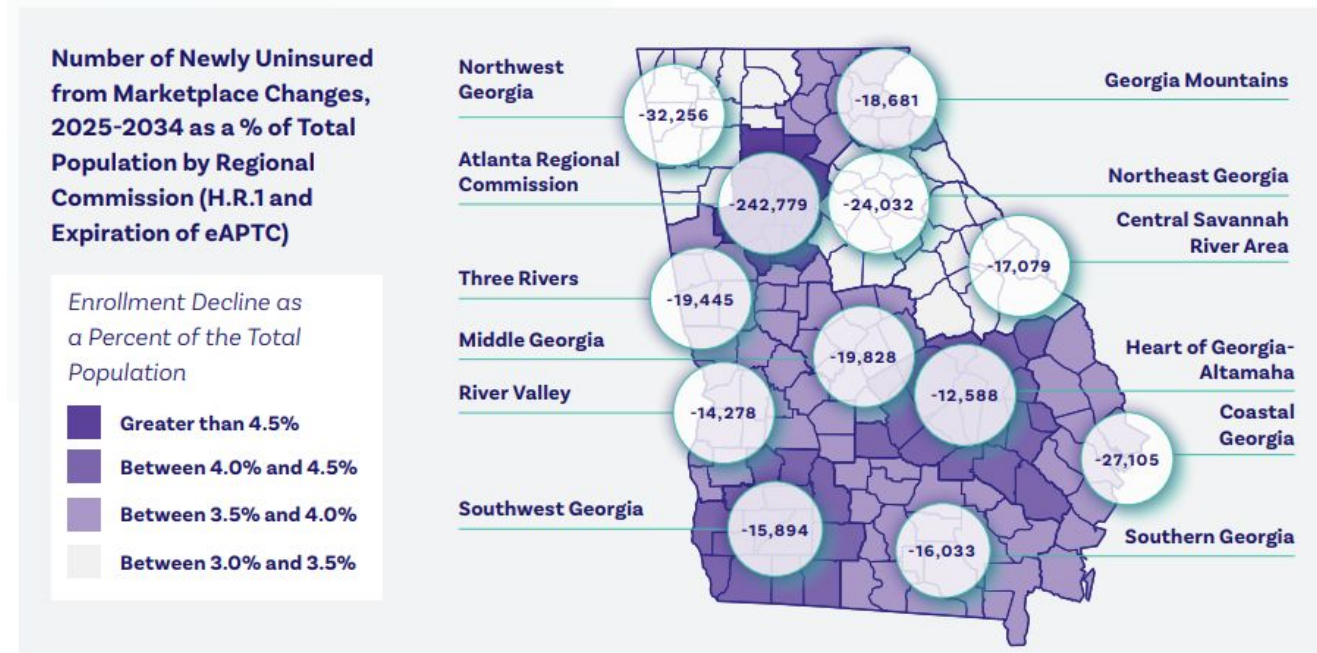 Number of Newly Uninsured
from Marketplace Changes,
2025-2034 as a % of Total
Population by Regional
Commission (H.R.1 and
Expiration of eAPTC)
Enrollment Decline as
a Percent of the Total
Population
Greater than 4.5%
Between 4.0% and 4.5%
Between 3.5% and 4.0%
Between 3.0% and 3.5%
Northwest
Georgia
-32,256
Atlanta Regional
Commission
-242,779
Three Rivers
-19,445
Middle Georgia
-19,828
River Valley
-14,278
Southwest Georgia
-15,894
Georgia Mountains
-18,681
Northeast Georgia
-24,032
Central Savannah
River Area
-17,079
Heart of Georgia-
Altamaha
-12,588
Coastal
Georgia
-27,105
Southern Georgia
-16,033